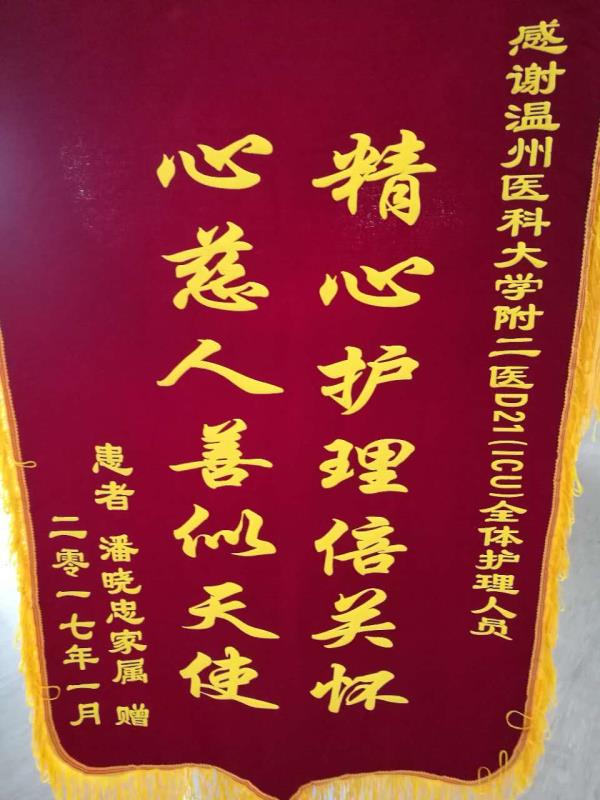 感谢温州医科大学附二医D21(ICU)全体护理人员
精心护理倍关怀
心慈人善似天使
患者 潘晓忠家属 赠
二零一七年一月